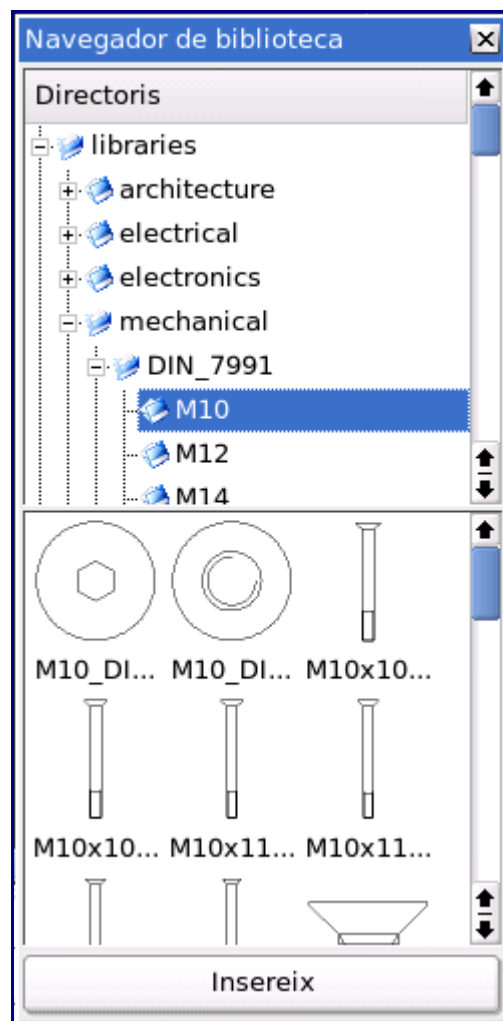 Navegador de biblioteca
Directoris
libraries
architecture
electrical
electronics
mechanical
DIN_7991
M10
M12
M14
M10_DI... M10_DI... M10x10...
M10x10... M10x11... M10x11...
Insereix